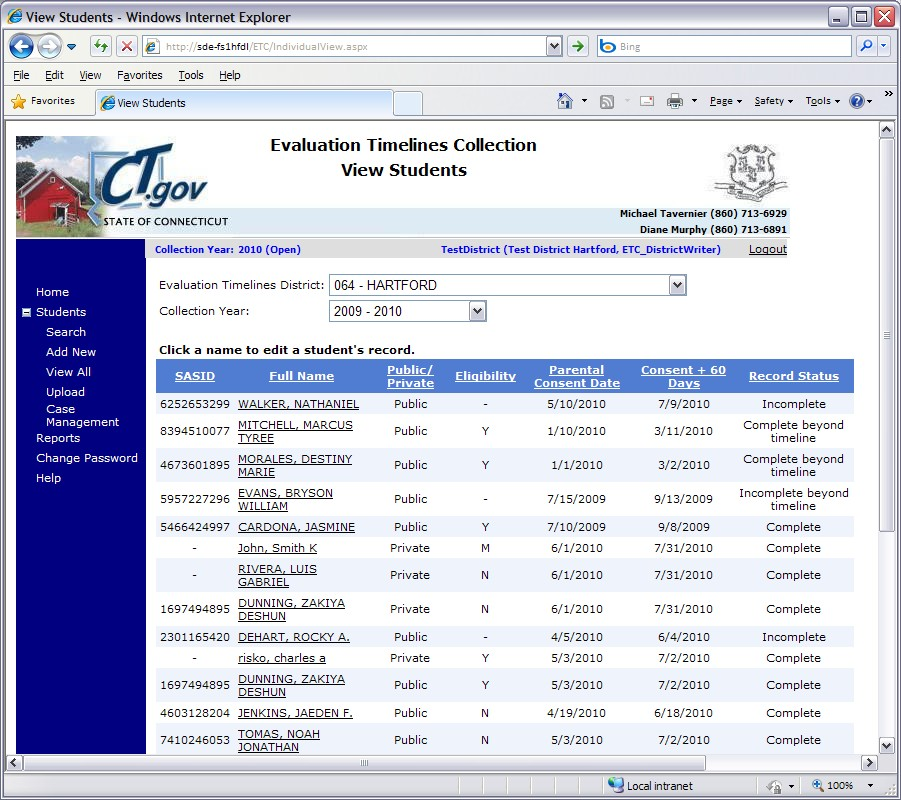 View Students - Windows Internet Explorer
http://sde-fs1hfdl/ETC/IndividualView.aspx Bing
File Edit View Favorites Tools Help
Favorites View Students Page Safety Tools »
CT.gov
STATE OF CONNECTICUT
Evaluation Timelines Collection
View Students
Michael Tavernier (860) 713-6929
Diane Murphy (860) 713-6891
Collection Year: 2010 (Open) TestDistrict (Test District Hartford, ETC_DistrictWriter) Logout
Home
Students
Search
Add New
View All
Upload
Case
Management
Reports
Change Password
Help
Evaluation Timelines District: 064 - HARTFORD
Collection Year: 2009 - 2010
Click a name to edit a student's record.
SASID Full Name Public/ Private Eligibility Parental Consent Date Consent + 60 Days Record Status
6252653299 WALKER, NATHANIEL Public - 5/10/2010 7/9/2010 Incomplete
8394510077 MITCHELL, MARCUS TYREE Public Y 1/10/2010 3/11/2010 Complete beyond timeline
4673601895 MORALES, DESTINY MARIE Public Y 1/1/2010 3/2/2010 Complete beyond timeline
5957227296 EVANS, BRYSON WILLIAM Public - 7/15/2009 9/13/2009 Incomplete beyond timeline
5466424997 CARDONA, JASMINE Public Y 7/10/2009 9/8/2009 Complete
- John, Smith K Private M 6/1/2010 7/31/2010 Complete
- RIVERA, LUIS GABRIEL Private N 6/1/2010 7/31/2010 Complete
1697494895 DUNNING, ZAKIYA DESHUN Private N 6/1/2010 7/31/2010 Complete
2301165420 DEHART, ROCKY A. Public - 4/5/2010 6/4/2010 Incomplete
- risko, charles a Private Y 5/3/2010 7/2/2010 Complete
1697494895 DUNNING, ZAKIYA DESHUN Public Y 5/3/2010 7/2/2010 Complete
4603128204 JENKINS, JAEDEN F. Public N 4/19/2010 6/18/2010 Complete
7410246053 TOMAS, NOAH JONATHAN Public N 5/3/2010 7/2/2010 Complete
Local intranet 100%